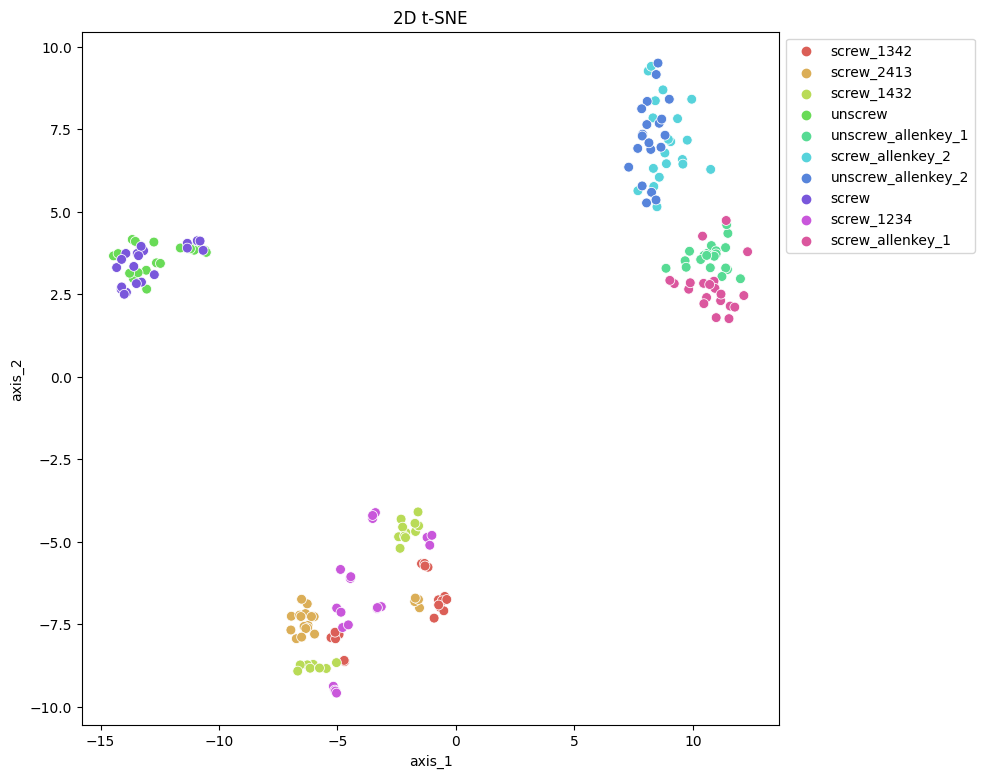 2D t-SNE
screw_1342
screw_2413
screw_1432
unscrew
unscrew_allenkey_1
screw_allenkey_2
unscrew_allenkey_2
screw
screw_1234
screw_allenkey_1
10.0
7.5
5.0
2.5
0.0
−2.5
−5.0
−7.5
−10.0
axis_2
−15
−10
−5
0
5
10
axis_1